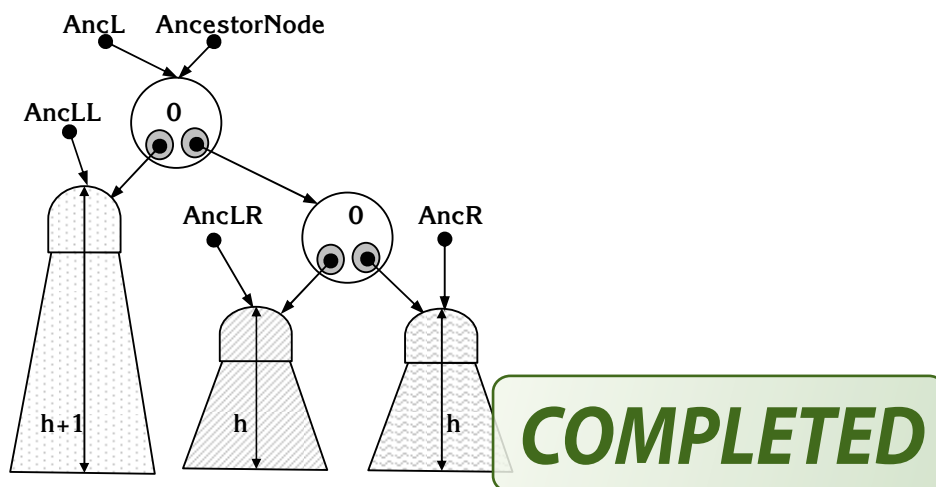 AncL AncestorNode
0
AncLL
0
AncLR
AncR
h+1
h
h
COMPLETED